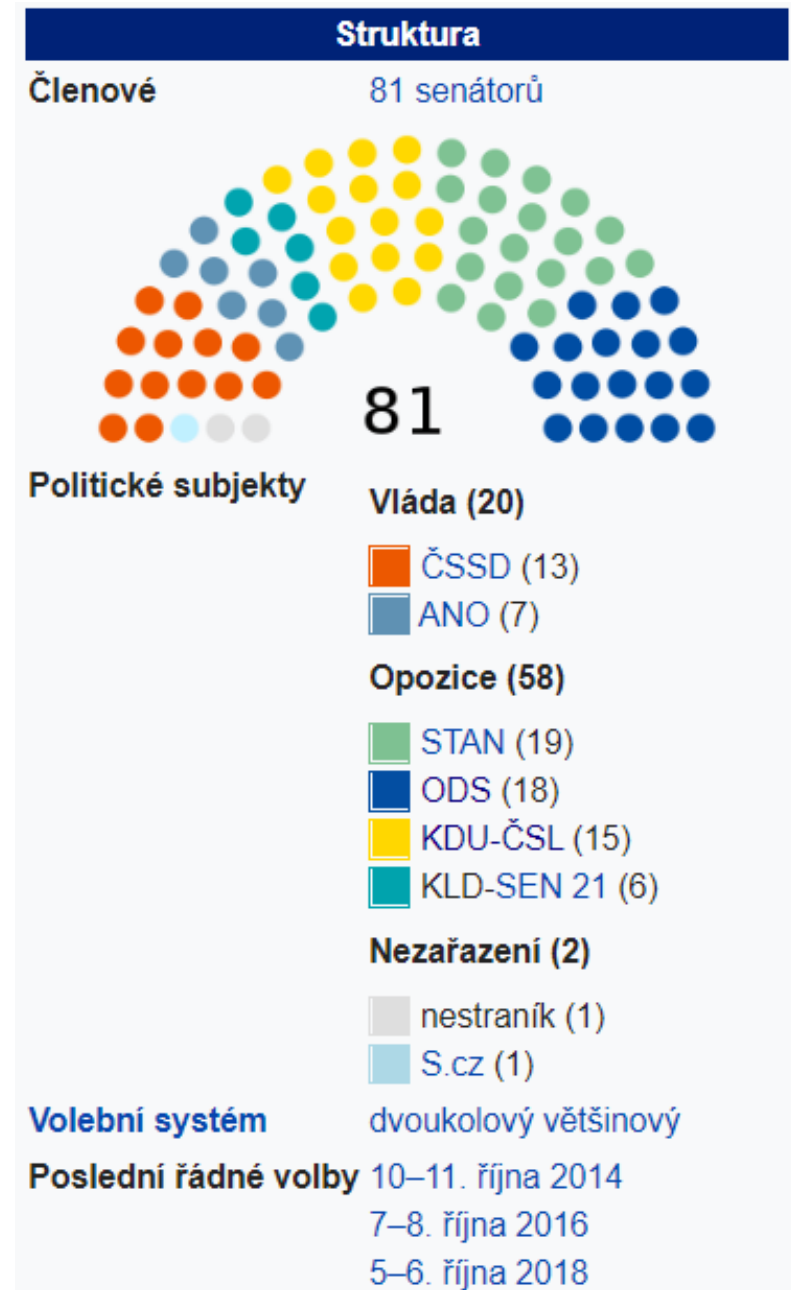 Struktura
Členové 81 senátorů
81
Politické subjekty
Vláda (20)
ČSSD (13)
ANO (7)
Opozice (58)
STAN (19)
ODS (18)
KDU-ČSL (15)
KLD-SEN 21 (6)
Nezařazení (2)
nestraník (1)
S.cz (1)
Volební systém dvoukolový většinový
Poslední řádné volby 10–11. října 2014
7–8. října 2016
5–6. října 2018